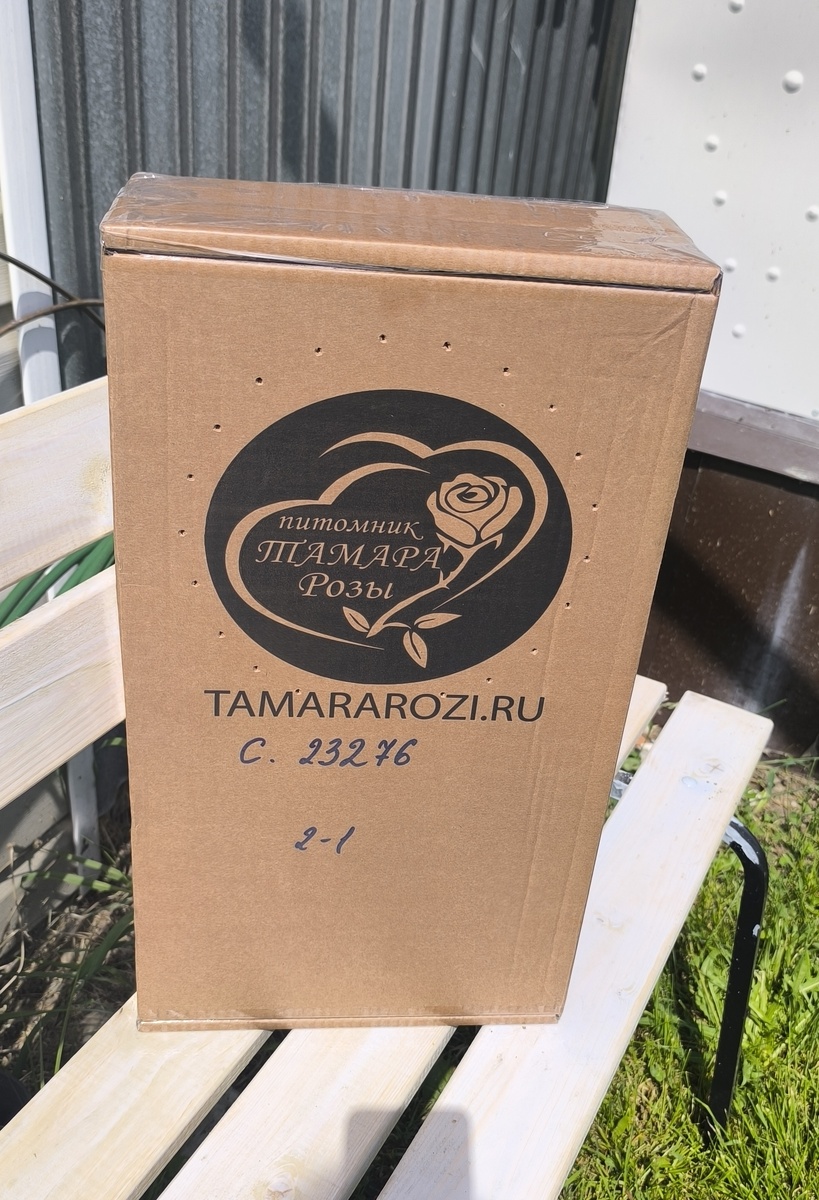 питомник
ТАМАРА
Розы
TAMARAROZI.RU
С. 23276
2-1